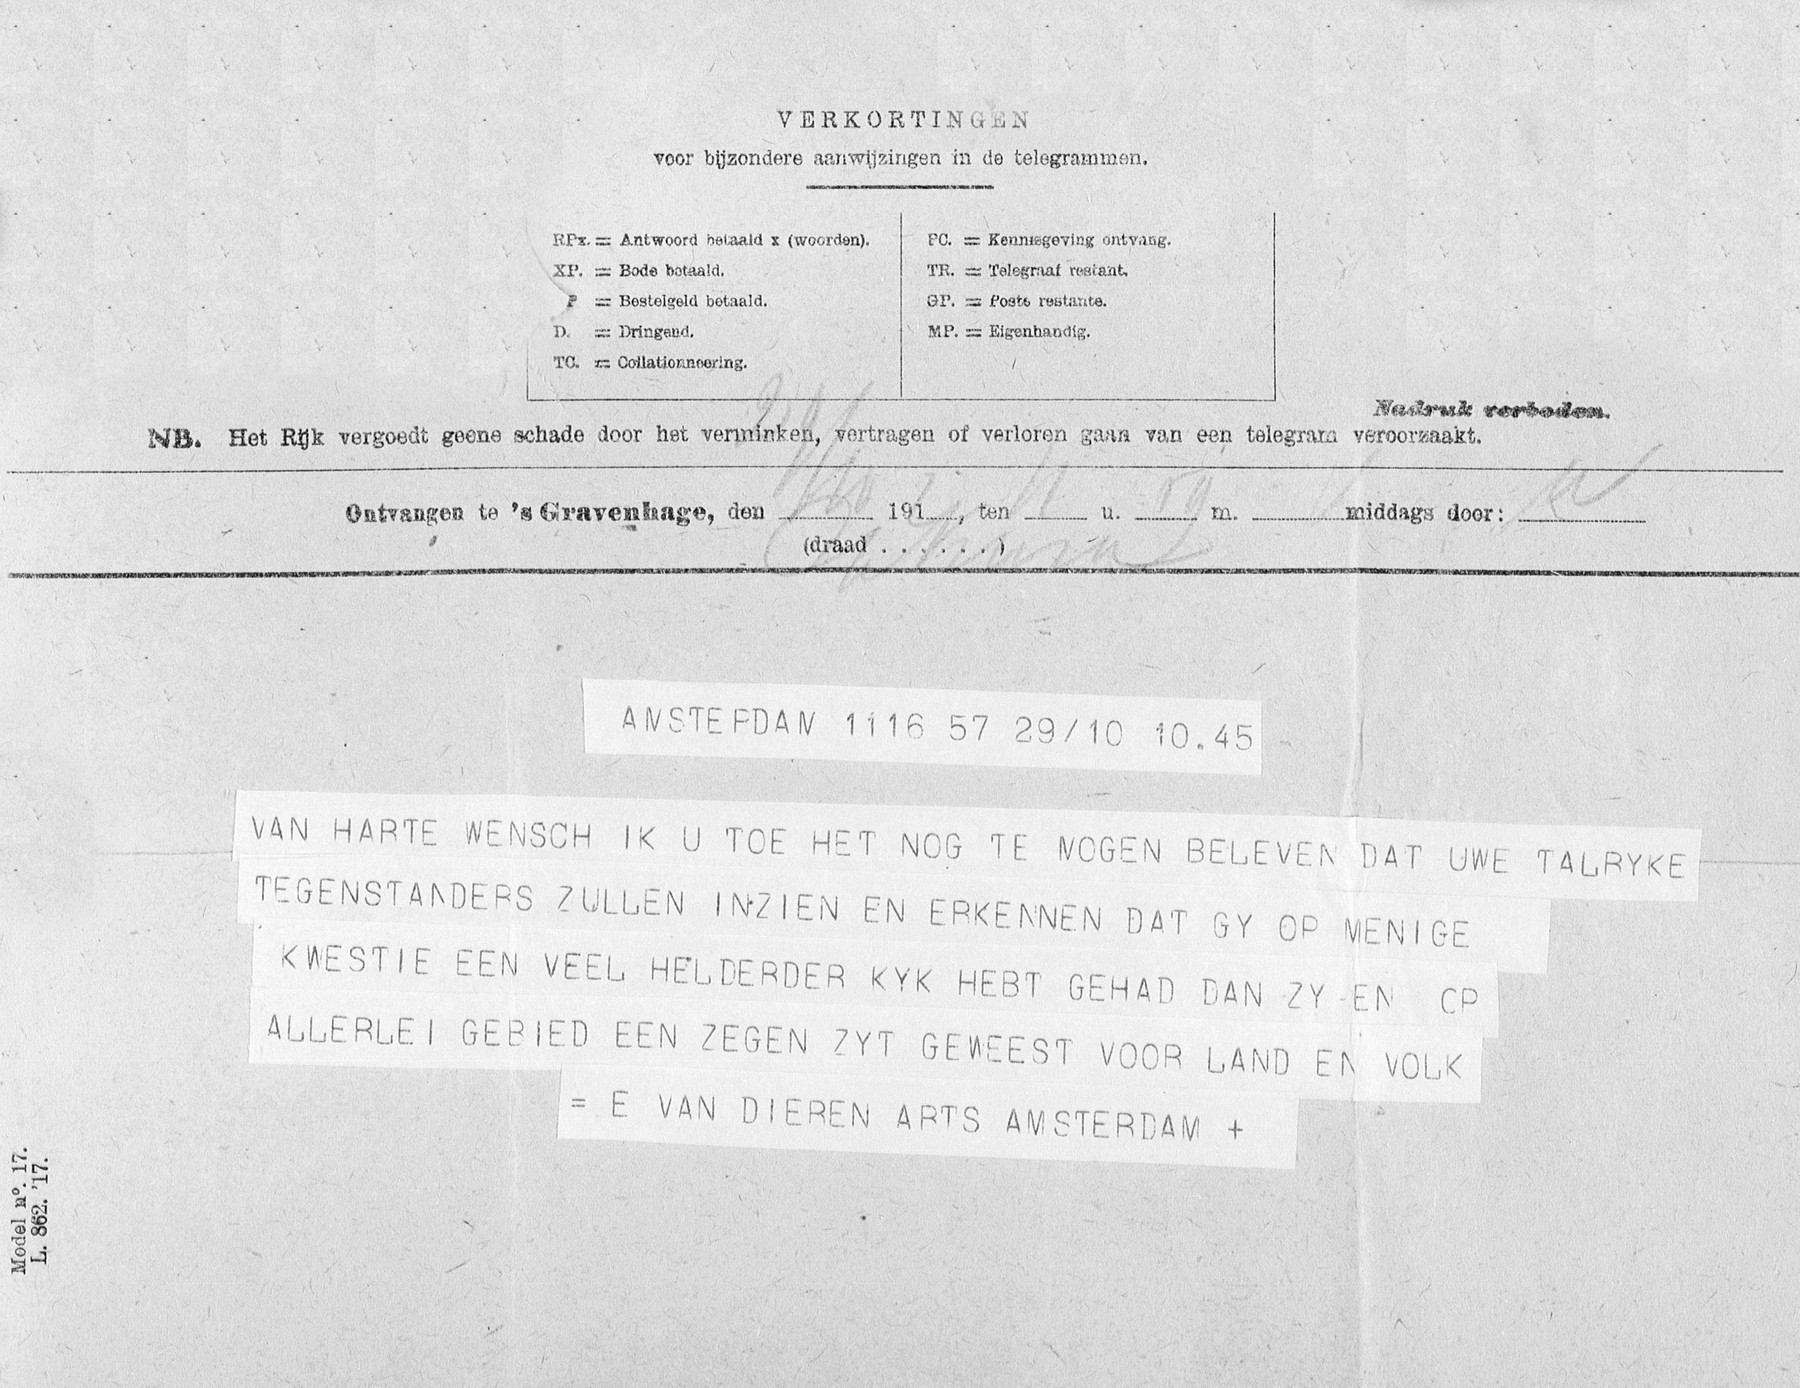 VERKORTINGEN
voor bijzondere aanwijzingen in de telegrammen.
RPx. = Antwoord betaald x (woorden).
XP. = Bode betaald.
P = Bestelgeld betaald.
D. = Dringend.
TC. = Collationneering.
PC. = Kennisgeving ontvang.
TR. = Telegraaf restant.
GP. = Poste restante.
MP. = Eigenhandig.
Nadruk verboden.
NB. Het Rijk vergoedt geene schade door het verminken, vertragen of verloren gaan van een telegram veroorzaakt.
Ontvangen te 's Gravenhage, den 191 , ten u. m. middags door:
(draad . . . . . . )
AMSTERDAM 1116 57 29/10 10.45
VAN HARTE WENSCH IK U TOE HET NOG TE MOGEN BELEVEN DAT UWE TALRYKE
TEGENSTANDERS ZULLEN INZIEN EN ERKENNEN DAT GY OP MENIGE
KWESTIE EEN VEEL HELDERDER KYK HEBT GEHAD DAN ZY EN OP
ALLERLEI GEBIED EEN ZEGEN ZYT GEWEEST VOOR LAND EN VOLK
= E VAN DIEREN ARTS AMSTERDAM +
Model nº. 17.
L. 862. '17.